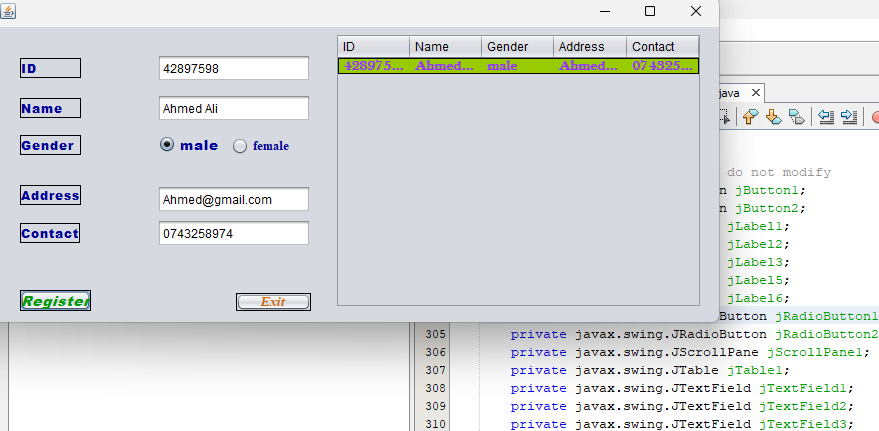 ID 42897598
Name Ahmed Ali
Gender male female
Address Ahmed@gmail.com
Contact 0743258974
Register Exit
ID Name Gender Address Contact
428975... Ahmed... male Ahmed...074325...
java
do not modify
n jButton1;
n jButton2;
jLabel1;
jLabel2;
jLabel3;
jLabel5;
jLabel6;
Button jRadioButton1
305 private javax.swing.JRadioButton jRadioButton2
306 private javax.swing.JScrollPane jScrollPane1;
307 private javax.swing.JTable jTable1;
308 private javax.swing.JTextField jTextField1;
309 private javax.swing.JTextField jTextField2;
310 private javax.swing.JTextField jTextField3;